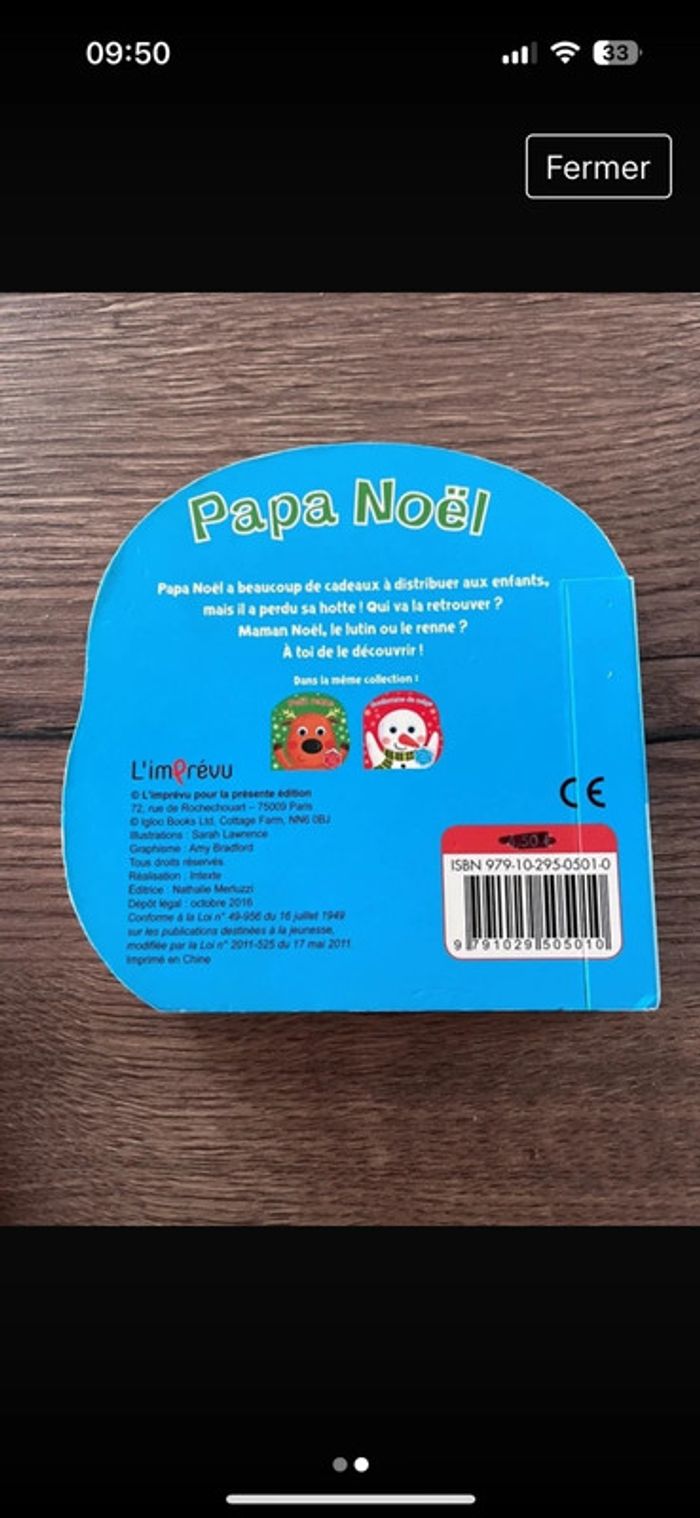 09:50
33
Fermer
Papa Noël
Papa Noël a beaucoup de cadeaux à distribuer aux enfants,
mais il a perdu sa hotte ! Qui va la retrouver ?
Maman Noël, le lutin ou le renne ?
À toi de le découvrir !
Dans la même collection :
L'imprévu
© L'imprévu pour la présente édition
72, rue de Rochechouart – 75009 Paris
© Igloo Books Ltd, Cottage Farm, NN6 0BJ
Illustrations : Sarah Lawrence
Graphisme : Amy Bradford
Tous droits réservés.
Réalisation : Intexte
Éditrice : Nathalie Merluzzi
Dépôt légal : octobre 2016
Conforme à la Loi n° 49-956 du 16 juillet 1949
sur les publications destinées à la jeunesse,
modifiée par la Loi n° 2011-525 du 17 mai 2011.
Imprimé en Chine
CE
ISBN 979-10-295-0501-0
9 791029 505010